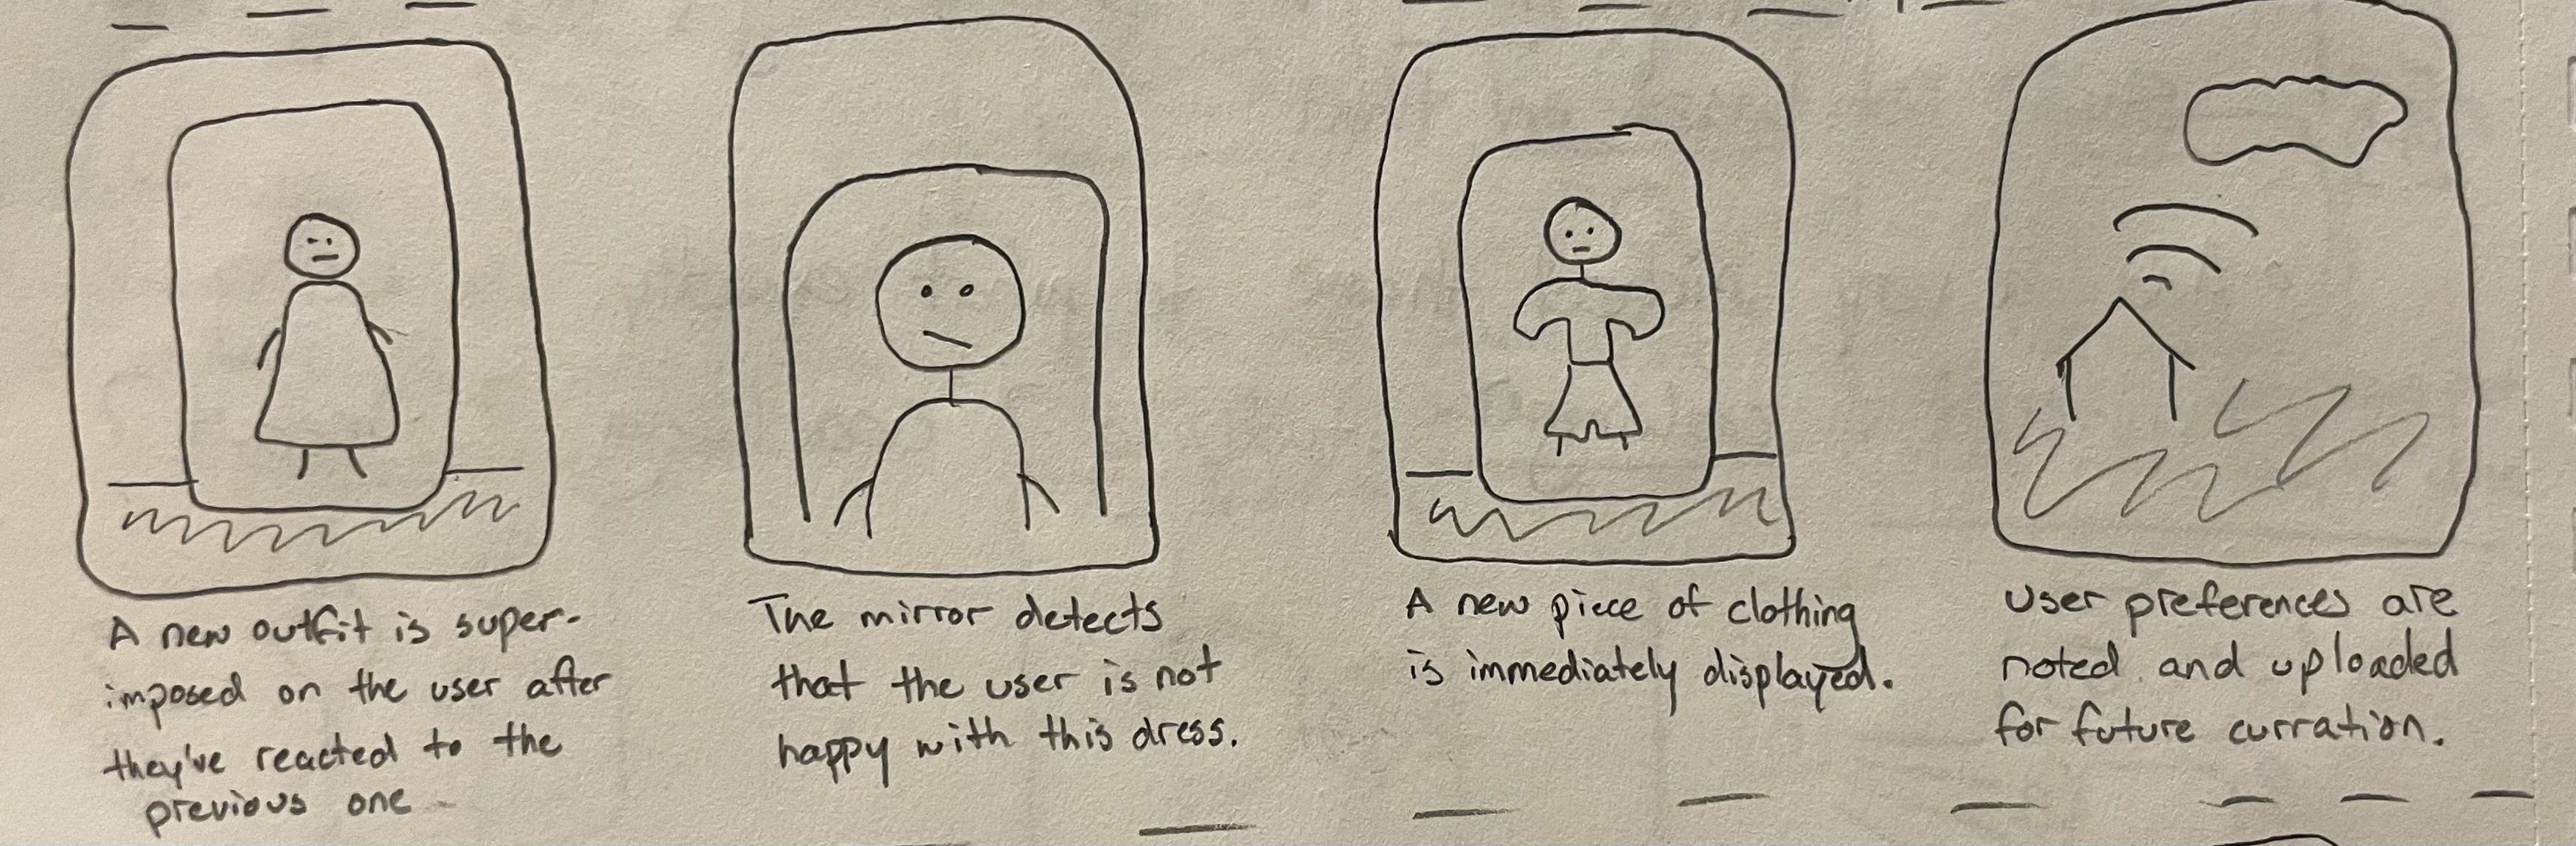 A new outfit is super-
imposed on the user after
they've reacted to the
previous one
The mirror detects
that the user is not
happy with this dress.
A new piece of clothing
is immediately displayed.
User preferences are
noted and uploaded
for future curration.